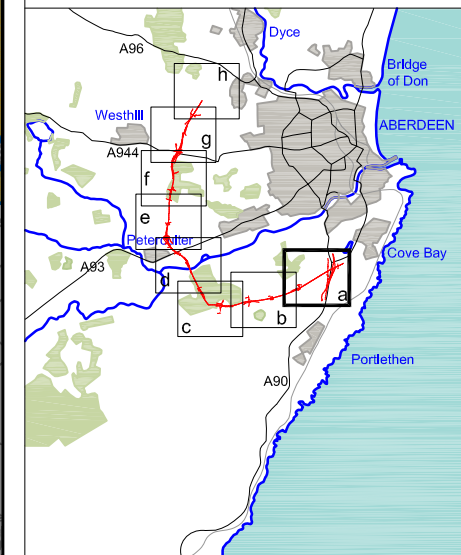 Dyce
A96
h
Bridge
of Don
Westhill
ABERDEEN
g
A944
f
e
Peterculter
Cove Bay
A93
d
a
b
c
Portlethen
A90